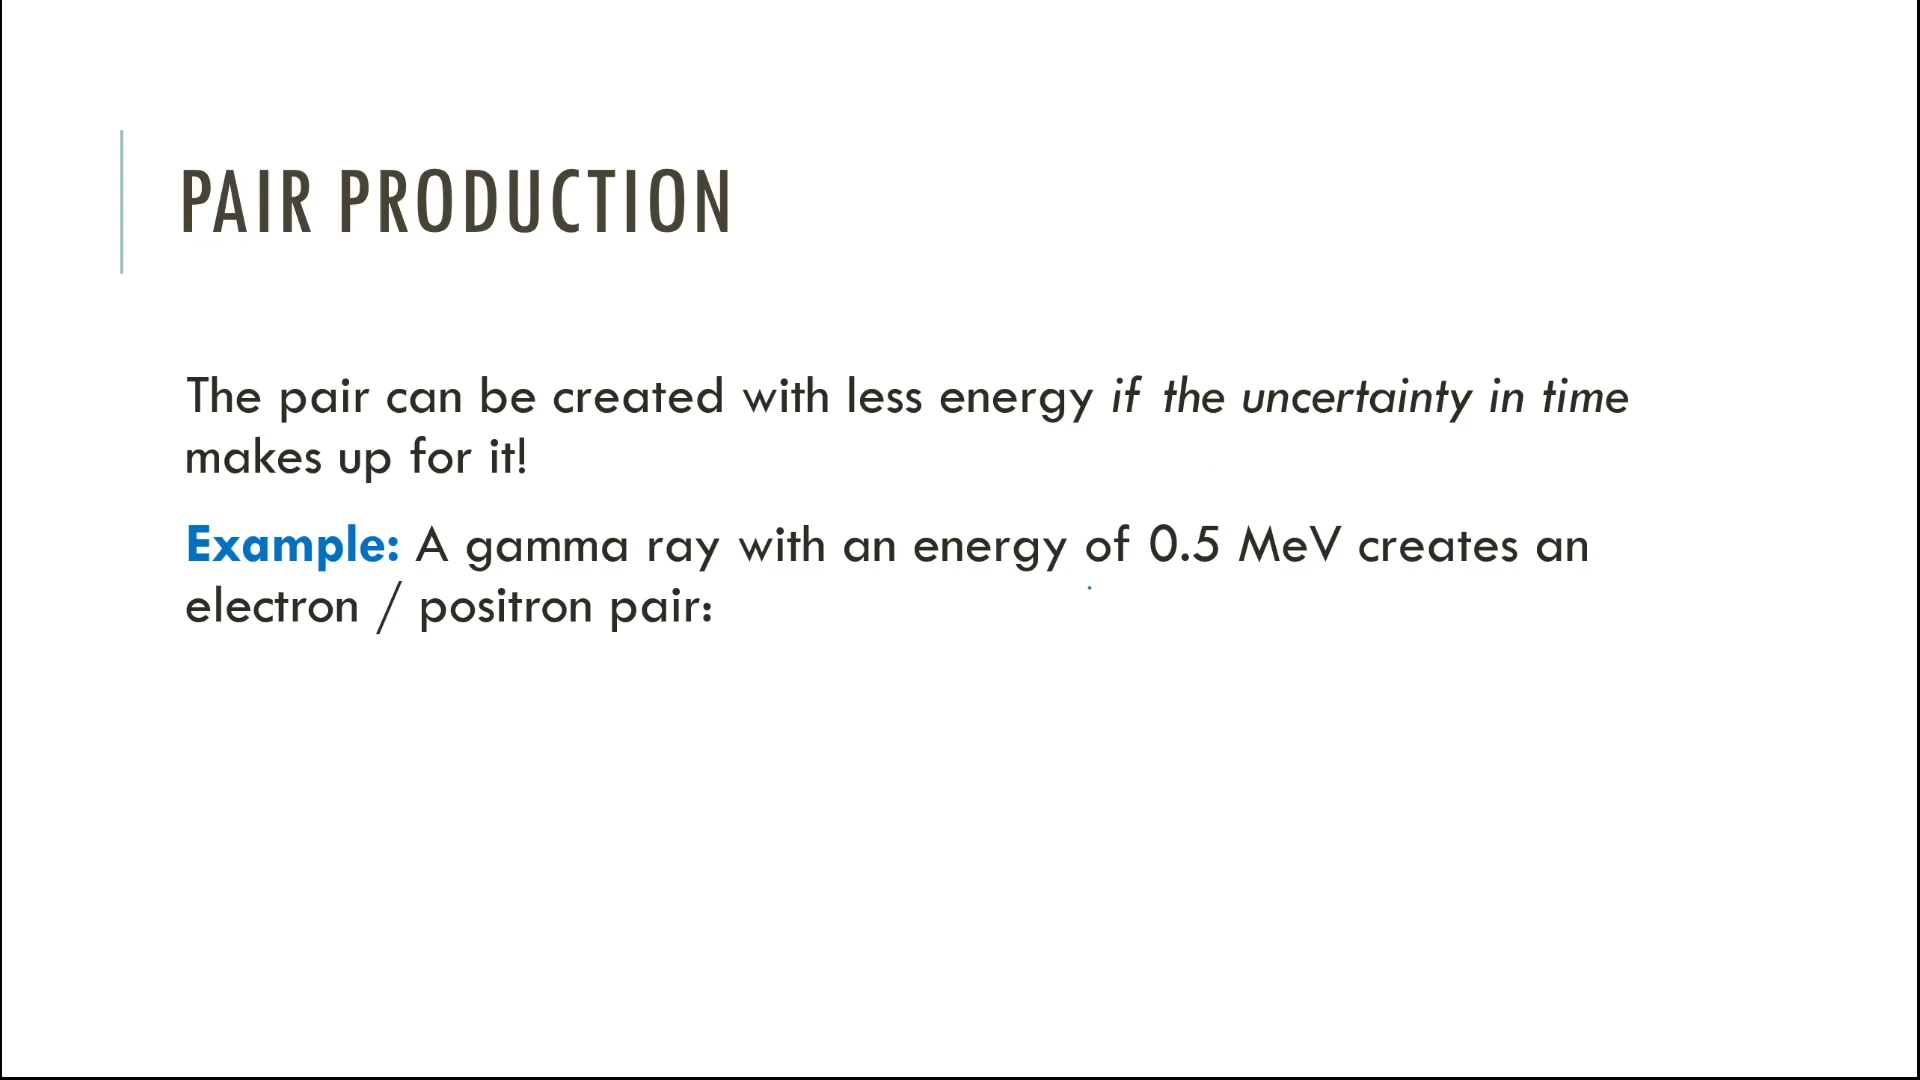 PAIR PRODUCTION
The pair can be created with less energy if the uncertainty in time
makes up for it!
Example: A gamma ray with an energy of 0.5 MeV creates an
electron / positron pair: